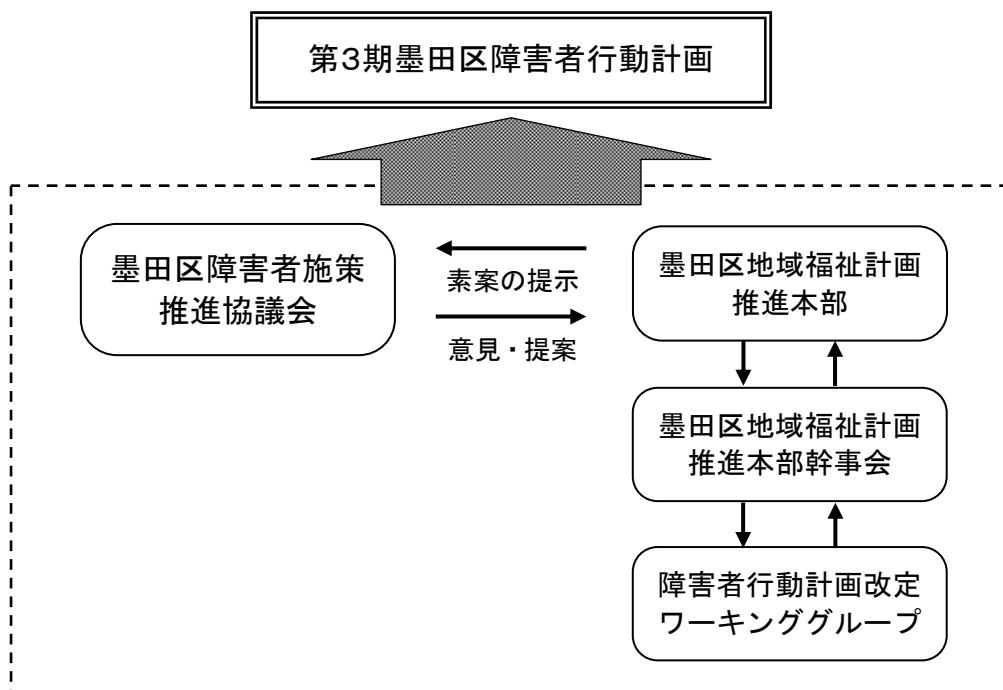 第3期墨田区障害者行動計画
墨田区障害者施策
推進協議会
素案の提示
意見・提案
墨田区地域福祉計画
推進本部
墨田区地域福祉計画
推進本部幹事会
障害者行動計画改定
ワーキンググループ